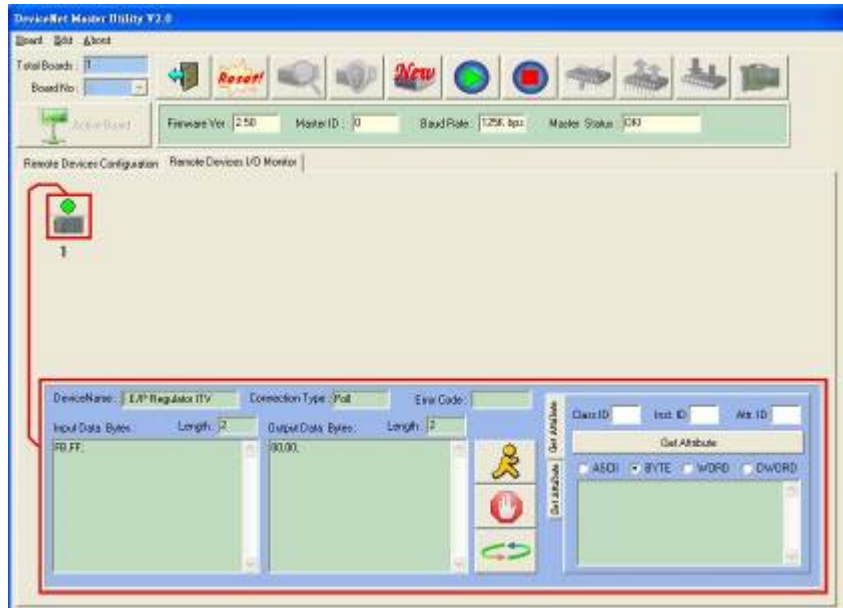 DeviceNet Master Utility V2.0
Board Edit About
Total Boards : 1
Board No :
Reset!
New
Active Board
Firmware Ver : 2.50 Master ID : 0 Baud Rate : 125K bps Master Status : OK!
Remote Devices Configuration Remote Devices I/O Monitor
1
DeviceName : E/P Regulator ITV Connection Type : Poll Error Code :
Input Data Bytes : Length: 2 Output Data Bytes : Length: 2
FB,FF,
00,00,
Class ID Inst. ID Attr. ID
Get Attribute
Get Attribute
ASCII BYTE WORD DWORD